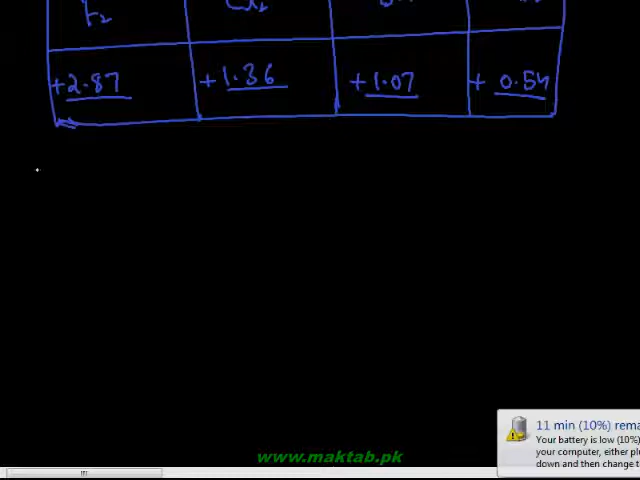 F2
+2.87 +1.36 +1.07 + 0.54
11 min (10%) rema
Your battery is low (10%)
your computer, either pl
down and then change t
www.maktab.pk